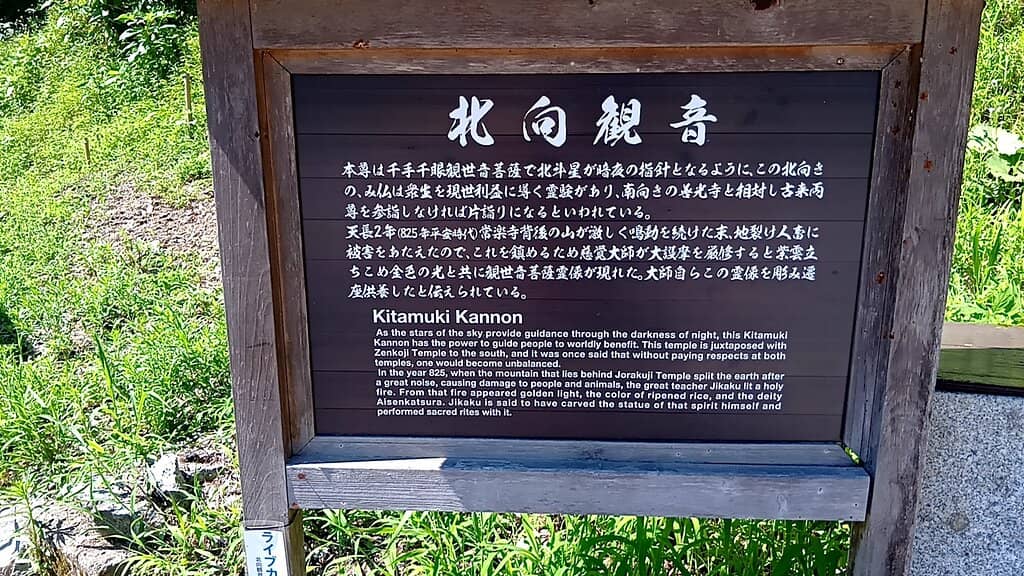 北向観音
本尊は千手千眼観世音菩薩で北斗星が暗夜の指針となるように、この北向き
の、み仏は衆生を現世利益に導く霊験があり、南向きの善光寺と相対し古来両
尊を参詣しなければ片詣りになるといわれている。
天長2年(825年平安時代)常楽寺背後の山が激しく鳴動を続けた末、地裂け人畜に
被害をあたえたので、これを鎮めるため慈覚大師が大護摩を厳修すると紫雲立
ちこめ金色の光と共に観世音菩薩霊像が現れた。大師自らこの霊像を彫み遷
座供養したと伝えられている。
Kitamuki Kannon
As the stars of the sky provide guidance through the darkness of night, this Kitamuki
Kannon has the power to guide people to worldly benefit. This temple is juxtaposed with
Zenkoji Temple to the south, and it was once said that without paying respects at both
temples, one would become unbalanced.
In the year 825, when the mountain that lies behind Jorakuji Temple split the earth after
a great noise, causing damage to people and animals, the great teacher Jikaku lit a holy
fire. From that fire appeared golden light, the color of ripened rice, and the deity
Aisenkatsura. Jikaku is said to have carved the statue of that spirit himself and
performed sacred rites with it.
ライブカ